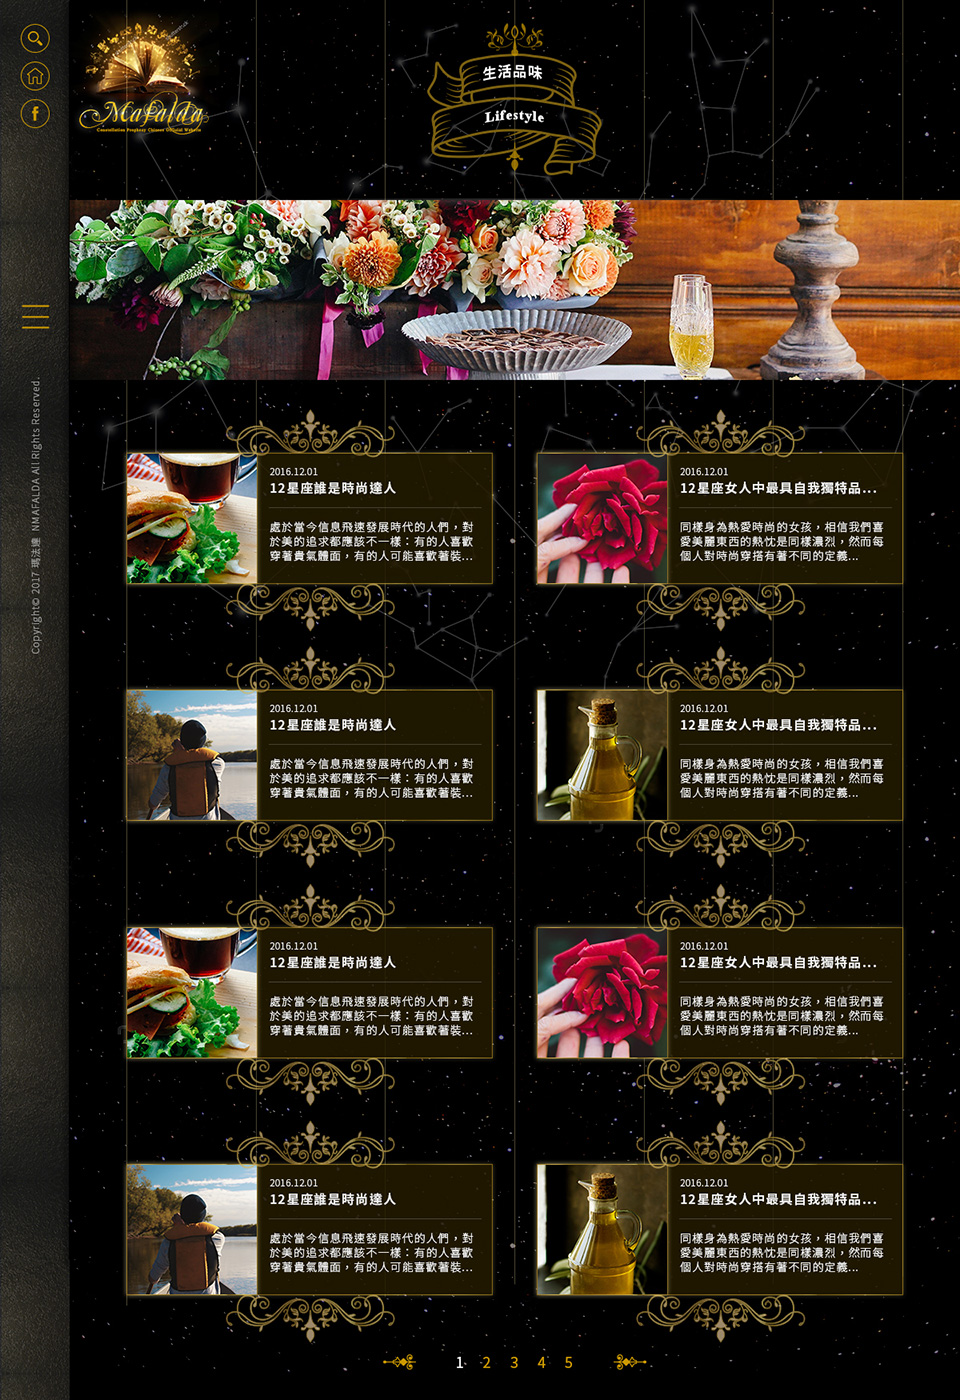 Mafalda
Constellation Prophecy Chinese Official Website
生活品味
Lifestyle
Copyright© 2017 瑪法達 NMAFALDA All Rights Reserved.
2016.12.01
12星座誰是時尚達人
處於當今信息飛速發展時代的人們，對
於美的追求都應該不一樣：有的人喜歡
穿著貴氣體面，有的人可能喜歡著裝...
2016.12.01
12星座女人中最具自我獨特品...
同樣身為熱愛時尚的女孩，相信我們喜
愛美麗東西的熱忱是同樣濃烈，然而每
個人對時尚穿搭有著不同的定義...
2016.12.01
12星座誰是時尚達人
處於當今信息飛速發展時代的人們，對
於美的追求都應該不一樣：有的人喜歡
穿著貴氣體面，有的人可能喜歡著裝...
2016.12.01
12星座女人中最具自我獨特品...
同樣身為熱愛時尚的女孩，相信我們喜
愛美麗東西的熱忱是同樣濃烈，然而每
個人對時尚穿搭有著不同的定義...
2016.12.01
12星座誰是時尚達人
處於當今信息飛速發展時代的人們，對
於美的追求都應該不一樣：有的人喜歡
穿著貴氣體面，有的人可能喜歡著裝...
2016.12.01
12星座女人中最具自我獨特品...
同樣身為熱愛時尚的女孩，相信我們喜
愛美麗東西的熱忱是同樣濃烈，然而每
個人對時尚穿搭有著不同的定義...
2016.12.01
12星座誰是時尚達人
處於當今信息飛速發展時代的人們，對
於美的追求都應該不一樣：有的人喜歡
穿著貴氣體面，有的人可能喜歡著裝...
2016.12.01
12星座女人中最具自我獨特品...
同樣身為熱愛時尚的女孩，相信我們喜
愛美麗東西的熱忱是同樣濃烈，然而每
個人對時尚穿搭有著不同的定義...
1 2 3 4 5